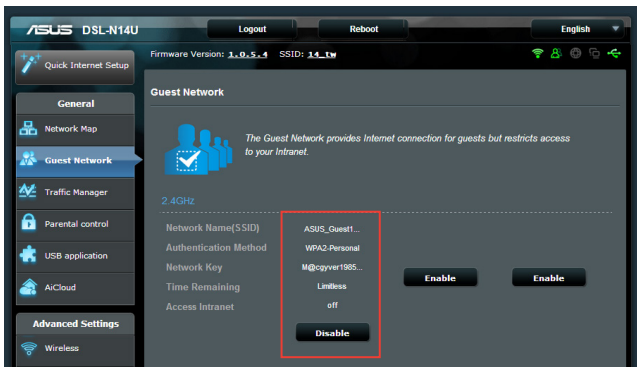 ASUS DSL-N14U Logout Reboot English
Firmware Version: 1.0.5.4 SSID: 14_tw
Quick Internet Setup
General
Network Map
Guest Network
Traffic Manager
Parental control
USB application
AiCloud
Advanced Settings
Wireless
Guest Network
The Guest Network provides Internet connection for guests but restricts access
to your Intranet.
2.4GHz
Network Name(SSID) ASUS_Guest1...
Authentication Method WPA2-Personal
Network Key M@cgyver1985...
Time Remaining Limitless
Access Intranet off
Disable
Enable
Enable